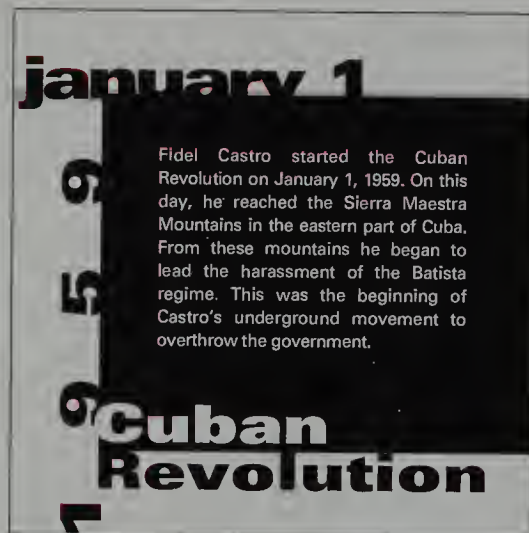 january 1
1959
Fidel Castro started the Cuban
Revolution on January 1, 1959. On this
day, he reached the Sierra Maestra
Mountains in the eastern part of Cuba.
From these mountains he began to
lead the harassment of the Batista
regime. This was the beginning of
Castro's underground movement to
overthrow the government.
Cuban
Revolution